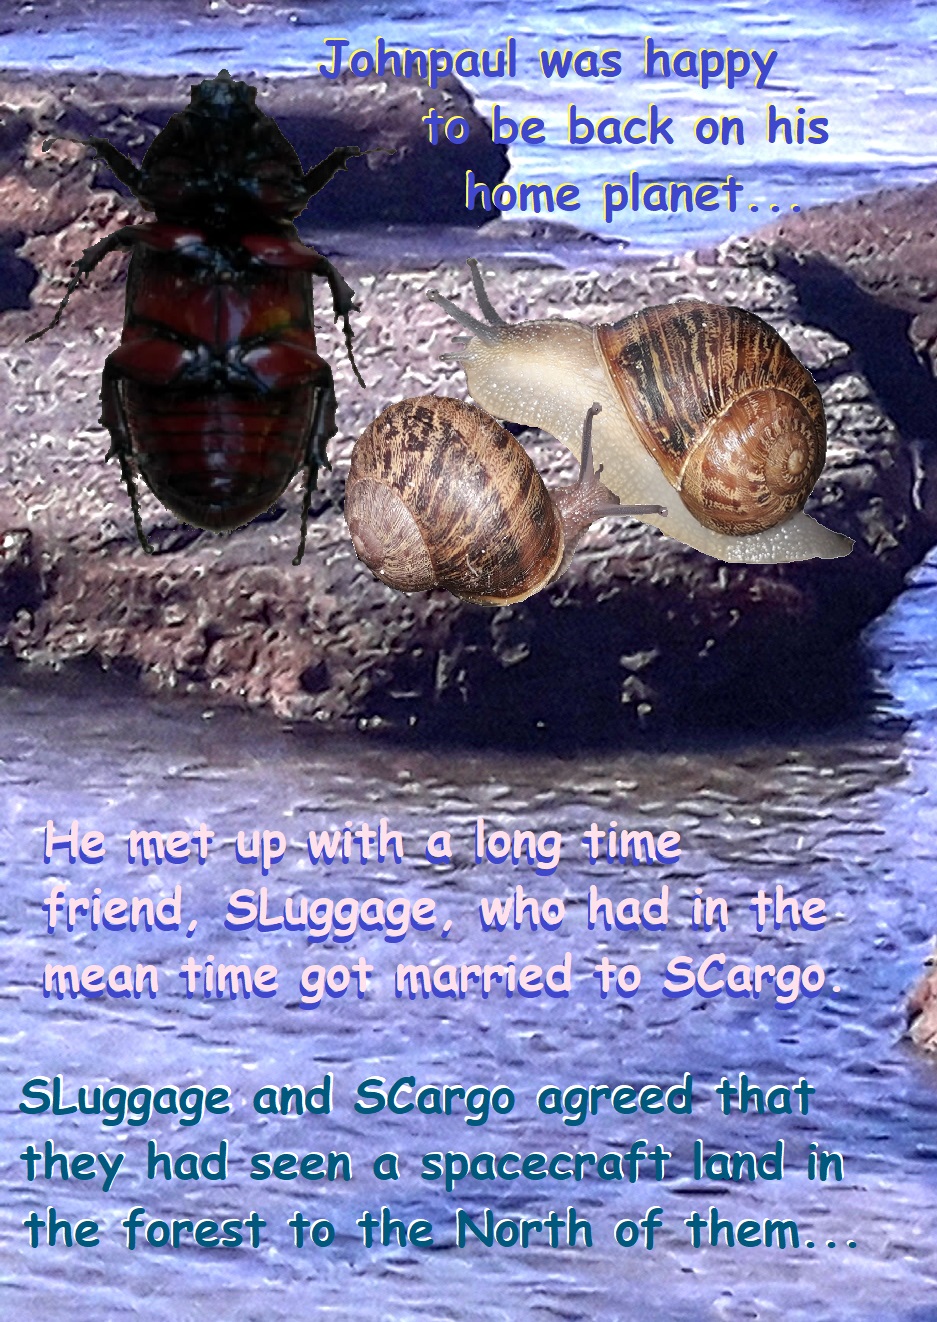 Johnpaul was happy
to be back on his
home planet...
He met up with a long time
friend, SLuggage, who had in the
mean time got married to SCargo.
SLuggage and SCargo agreed that
they had seen a spacecraft land in
the forest to the North of them...